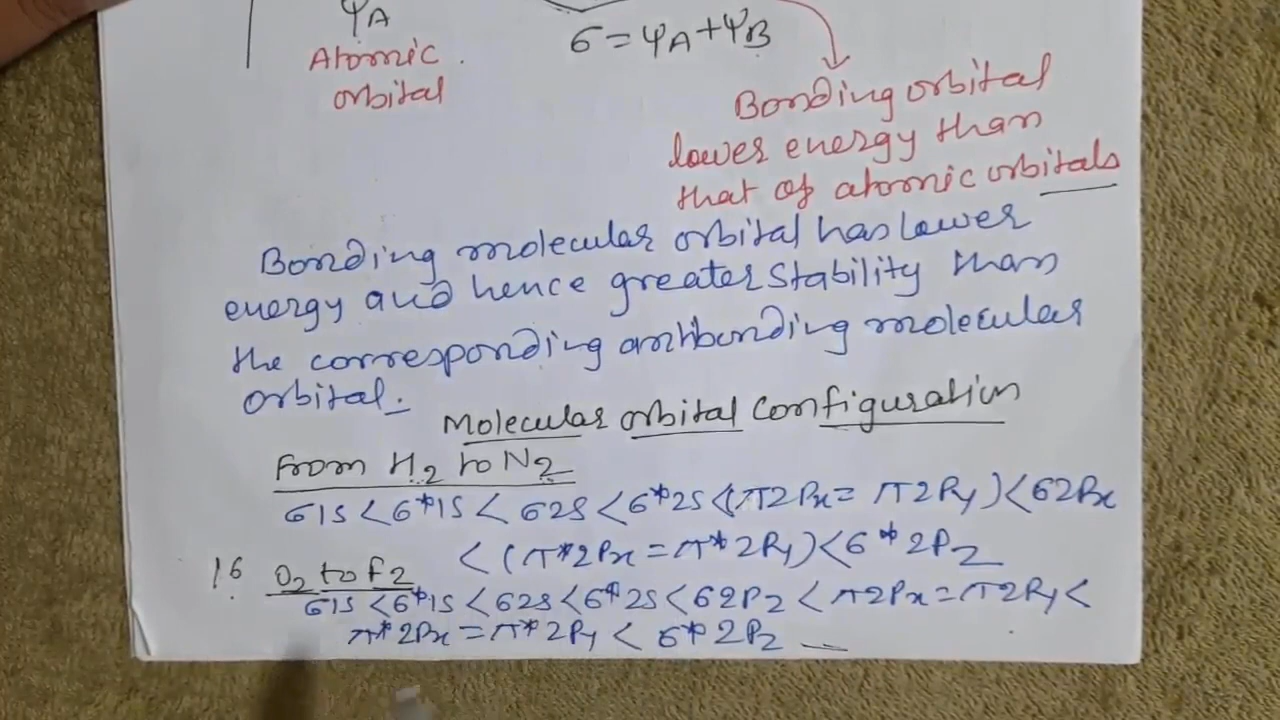 ψA
Atomic
orbital
σ=ψA+ψB
Bonding orbital
lower energy than
that of atomic orbitals
Bonding molecular orbital has lower
energy and hence greater stability than
the corresponding antibonding molecular
orbital.
Molecular orbital Configuration
From H₂ to N₂
σ1S < σ*1S < σ2S < σ*2S < (π2Px = π2Py) < σ2Px
< (π*2Px = π*2Py) < σ*2Pz
16 O₂ to f₂
σ1S < σ*1S < σ2S < σ*2S < σ2Pz < π2Px = π2Py <
π*2Px = π*2Py < σ*2Pz